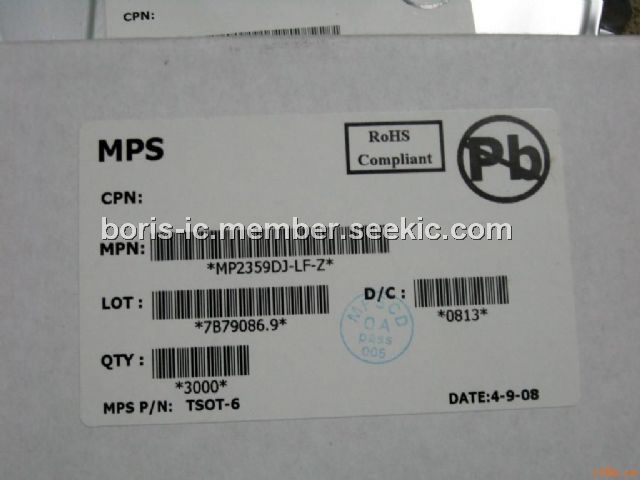 CPN:
MPS
RoHS
Compliant
Pb
CPN:
boris-ic.member.seekic.com
MPN:
*MP2359DJ-LF-Z*
LOT :
*7B79086.9*
D/C :
*0813*
QA
pass
005
QTY :
*3000*
MPS P/N: TSOT-6
DATE:4-9-08